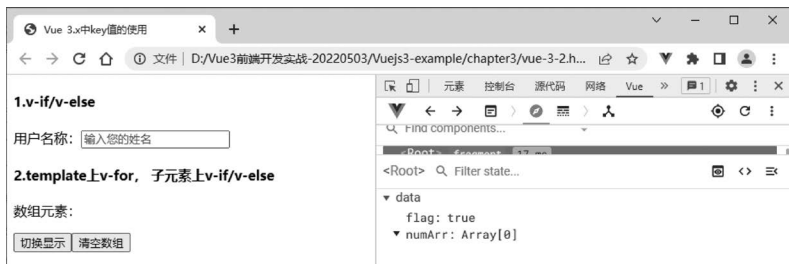 Vue 3.x中key值的使用
文件 | D:/Vue3前端开发实战-20220503/Vuejs3-example/chapter3/vue-3-2.h...
元素 控制台 源代码 网络 Vue » 1
1.v-if/v-else
用户名称: 输入您的姓名
2.template上v-for, 子元素上v-if/v-else
数组元素:
切换显示 清空数组
Find components...
<Root> fragment 17 ms
<Root> Filter state...
data
flag: true
numArr: Array[0]